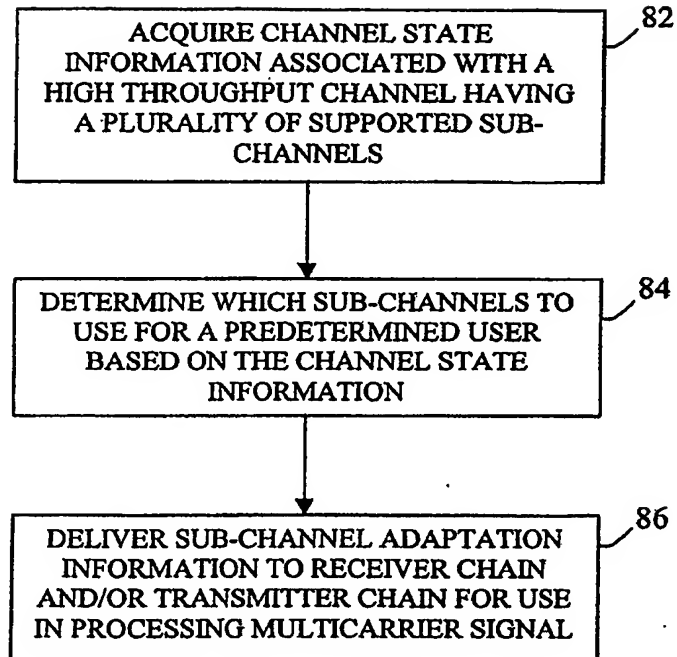 ACQUIRE CHANNEL STATE
INFORMATION ASSOCIATED WITH A
HIGH THROUGHPUT CHANNEL HAVING
A PLURALITY OF SUPPORTED SUB-
CHANNELS
82
DETERMINE WHICH SUB-CHANNELS TO
USE FOR A PREDETERMINED USER
BASED ON THE CHANNEL STATE
INFORMATION
84
DELIVER SUB-CHANNEL ADAPTATION
INFORMATION TO RECEIVER CHAIN
AND/OR TRANSMITTER CHAIN FOR USE
IN PROCESSING MULTICARRIER SIGNAL
86